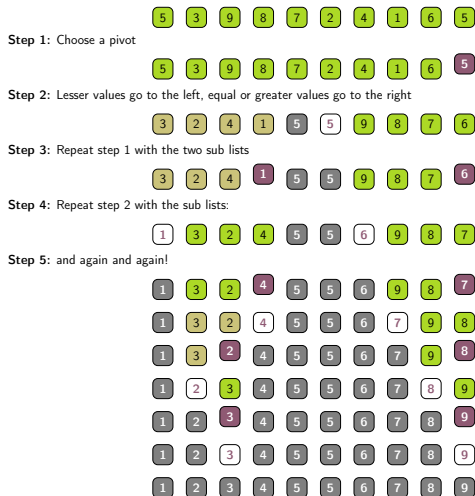 5 3 9 8 7 2 4 1 6 5
Step 1: Choose a pivot
5 3 9 8 7 2 4 1 6 5
Step 2: Lesser values go to the left, equal or greater values go to the right
3 2 4 1 5 5 9 8 7 6
Step 3: Repeat step 1 with the two sub lists
3 2 4 1 5 5 9 8 7 6
Step 4: Repeat step 2 with the sub lists:
1 3 2 4 5 5 6 9 8 7
Step 5: and again and again!
1 3 2 4 5 5 6 9 8 7
1 3 2 4 5 5 6 7 9 8
1 3 2 4 5 5 6 7 9 8
1 2 3 4 5 5 6 7 8 9
1 2 3 4 5 5 6 7 8 9
1 2 3 4 5 5 6 7 8 9
1 2 3 4 5 5 6 7 8 9